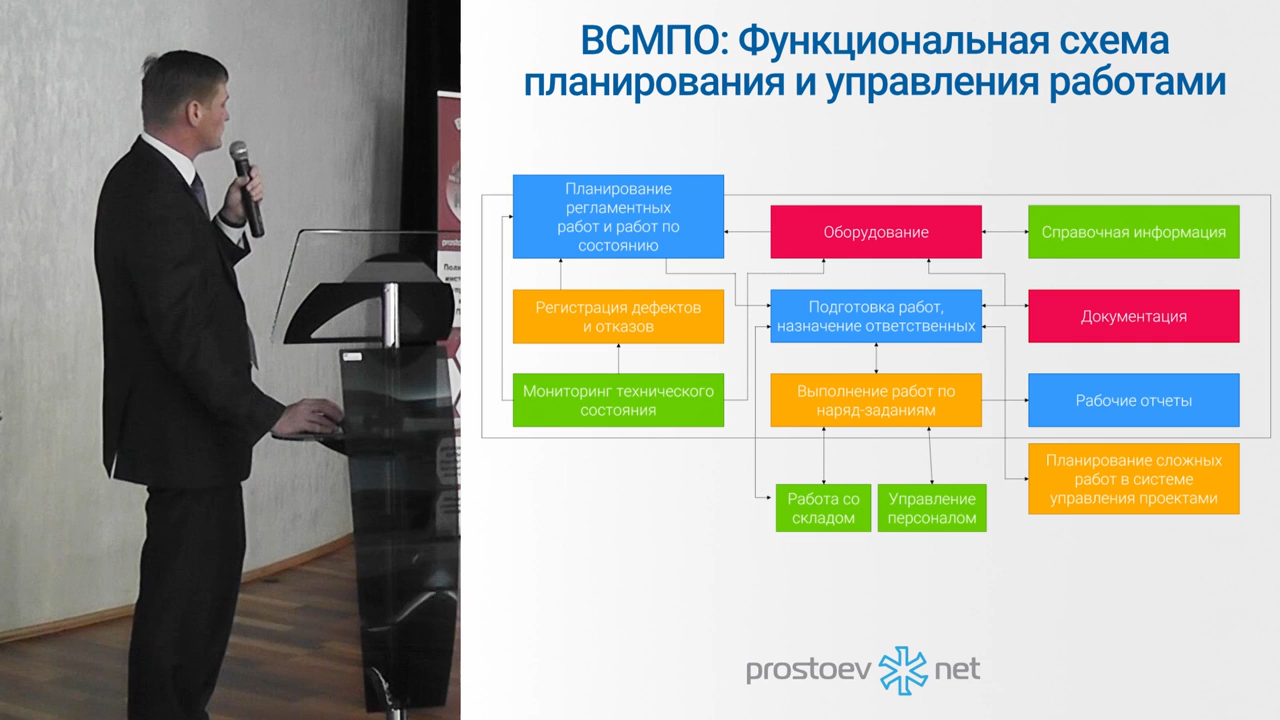 ВСМПО: Функциональная схема
планирования и управления работами
Планирование
регламентных
работ и работ по
состоянию
Оборудование
Справочная информация
Регистрация дефектов
и отказов
Подготовка работ,
назначение ответственных
Документация
Мониторинг технического
состояния
Выполнение работ по
наряд-заданиям
Рабочие отчеты
Планирование сложных
работ в системе
управления проектами
Работа со
складом
Управление
персоналом
prostoev net